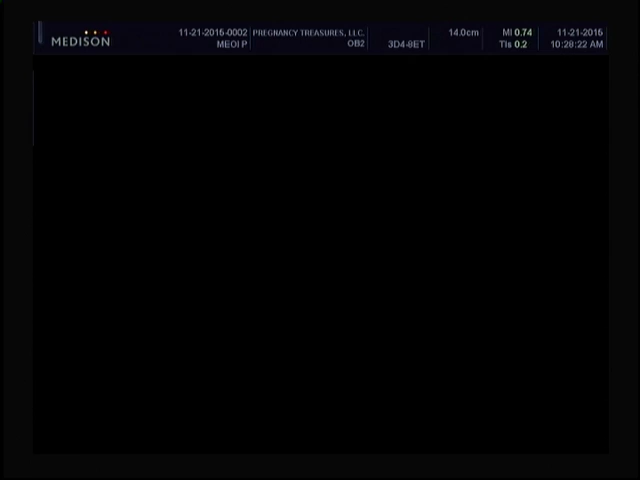 MEDISON
11-21-2016-0002 PREGNANCY TREASURES, LLC. 14.0cm MI 0.74 11-21-2016
MEOI P OB2 3D4-8ET TIs 0.2 10:28:22 AM